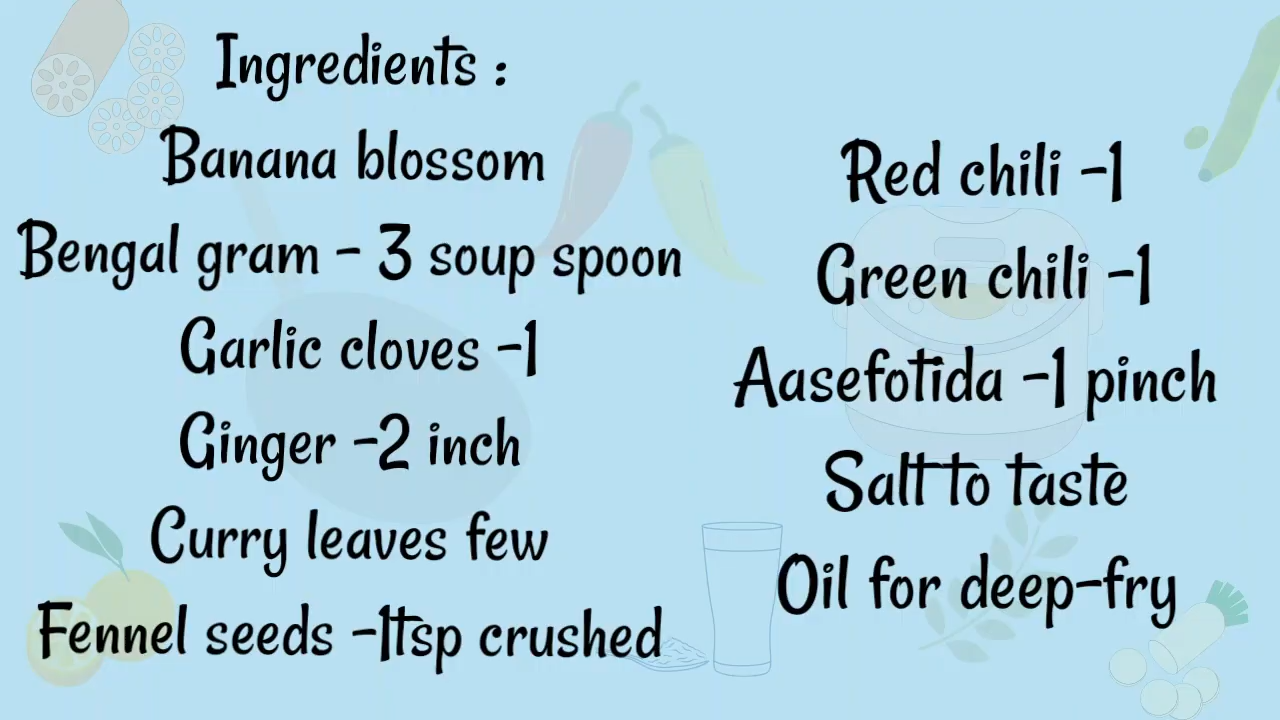 Ingredients :
Banana blossom
Bengal gram - 3 soup spoon
Garlic cloves -1
Ginger -2 inch
Curry leaves few
Fennel seeds -1tsp crushed
Red chili -1
Green chili -1
Aasefotida -1 pinch
Salt to taste
Oil for deep-fry